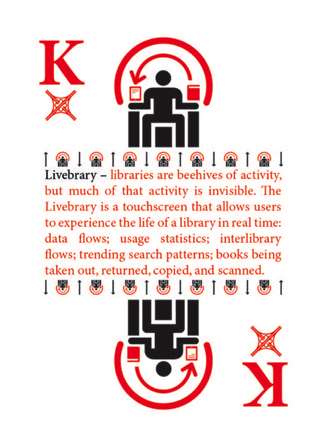 K
Livebrary – libraries are beehives of activity,
but much of that activity is invisible. The
Livebrary is a touchscreen that allows users
to experience the life of a library in real time:
data flows; usage statistics; interlibrary
flows; trending search patterns; books being
taken out, returned, copied, and scanned.
K